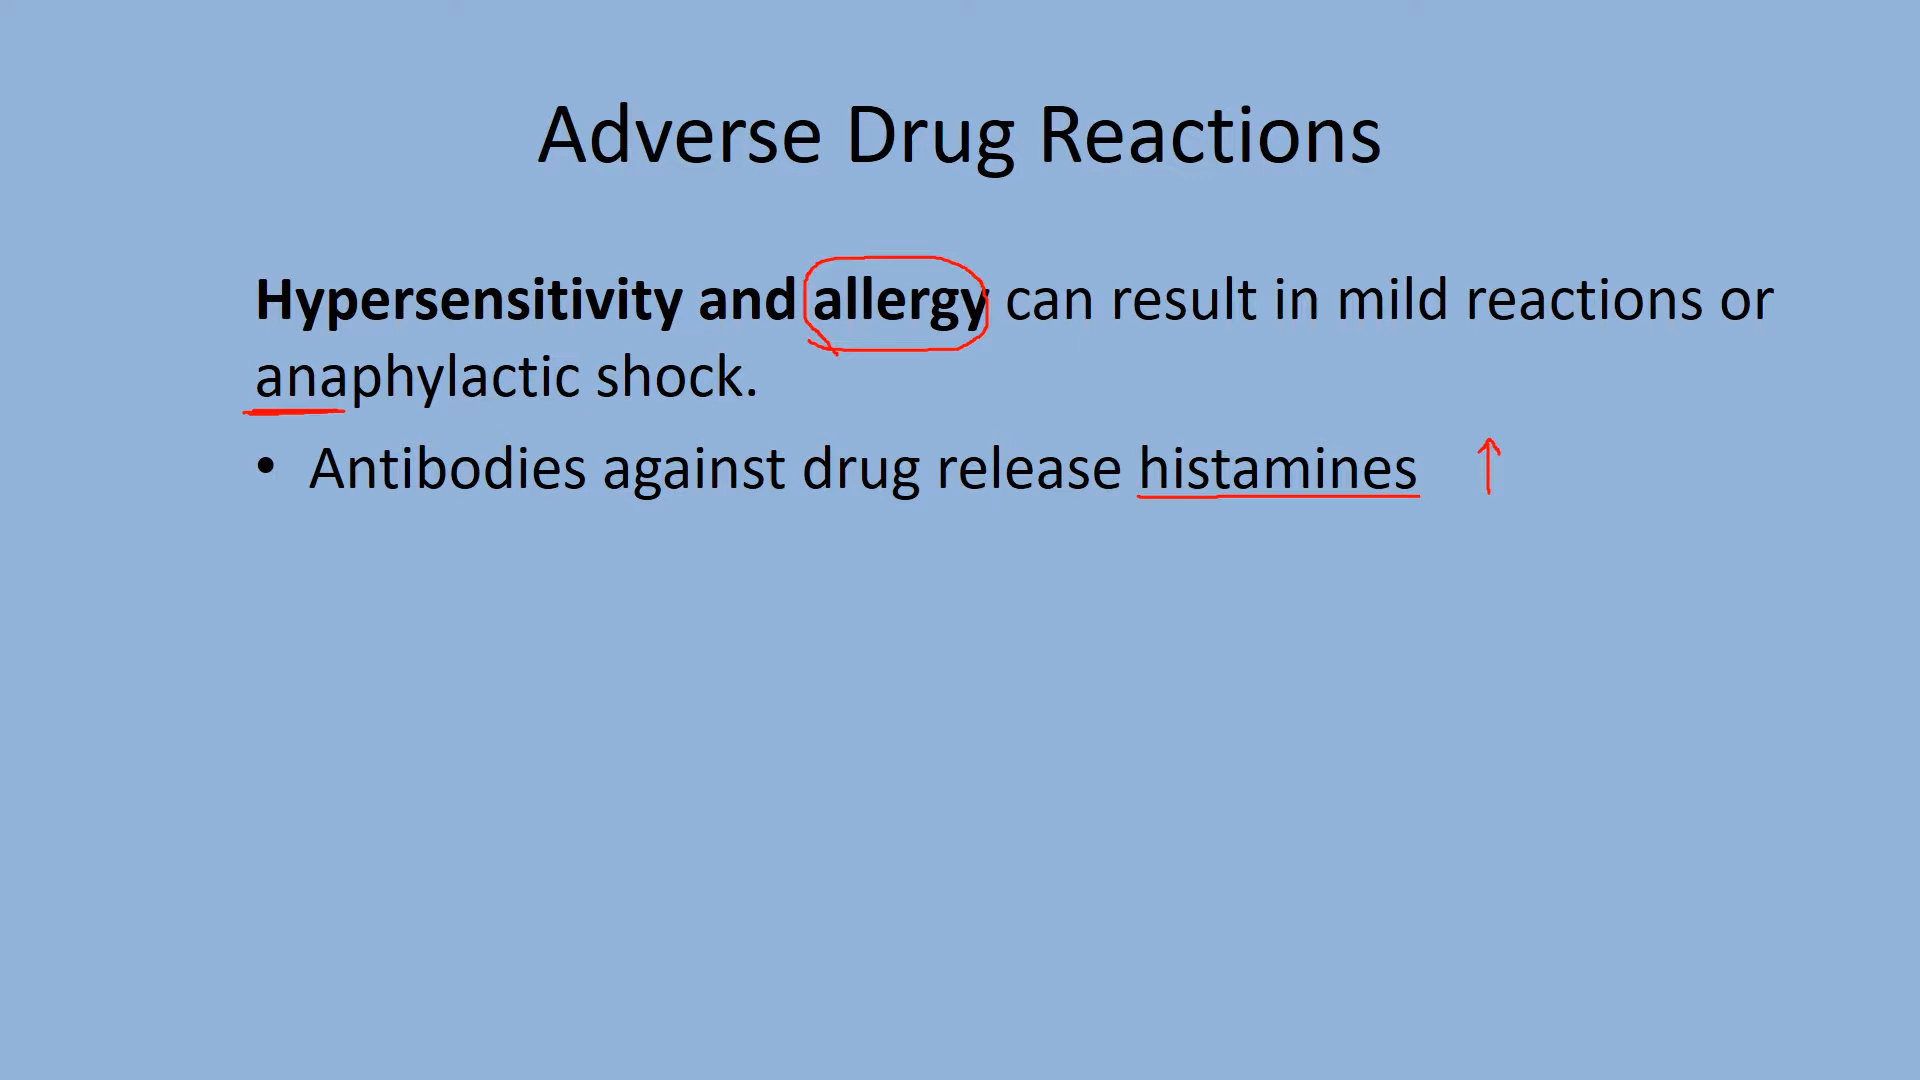 Adverse Drug Reactions
Hypersensitivity and allergy can result in mild reactions or
anaphylactic shock.
• Antibodies against drug release histamines ↑